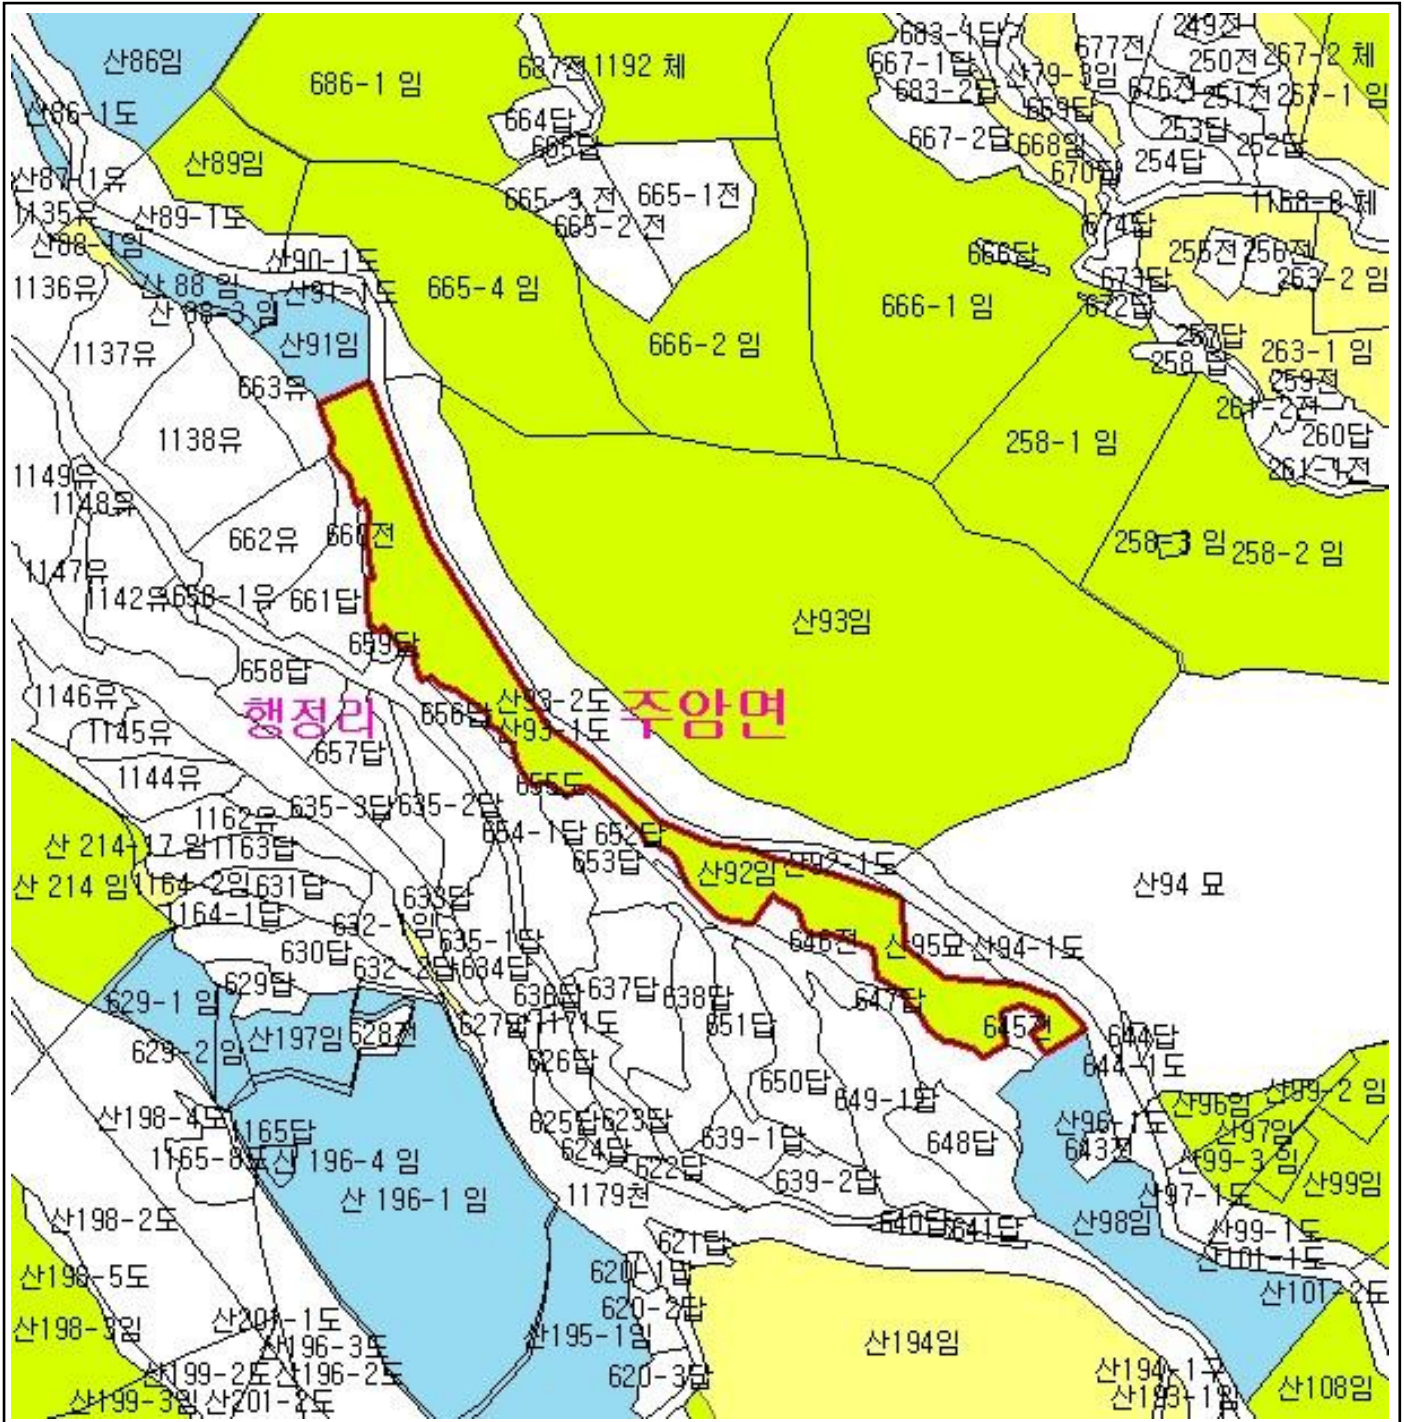 산86임
686-1 임
687전
1192 체
683-1답
677전
249전
250전
267-2 체
667-1답
산79-3임
676전
251전
267-1 임
683-2답
669답
산86-1도
664답
665답
667-2답
668임
253답
252답
산89임
670답
254답
산87-1유
665-3 전
665-1전
1135유
산89-1도
665-2 전
674답
1168-8 체
산88-1임
산90-1도
666답
255전
256전
1136유
산 88 임
산91-1도
665-4 임
673답
263-2 임
666-1 임
672답
산91임
666-2 임
257답
1137유
258 답
263-1 임
663유
259전
261-2전
1138유
258-1 임
260답
1149유
261-1전
1148유
660전
662유
258-3 임
258-2 임
1147유
1142유
658-1유
661답
산93임
659답
658답
1146유
산93-2도
행정리
656답
주암면
1145유
산93-1도
657답
1144유
655도
635-3답
635-2답
1162유
654-1답
652답
산 214-17 임
1163답
653답
산92임
산92-1도
산 214 임
1164-2임
631답
산94 묘
1164-1답
633답
632-1임
630답
635-1답
646전
산95묘
산94-1도
632-2답
634답
629답
629-1 임
636답
637답
638답
647답
산197임
628전
627답
1171도
651답
645전
644답
629-2 임
626답
644-1도
650답
649-1답
산99-2 임
산198-4도
산96임
1165답
625답
623답
산96-1도
산97임
639-1답
648답
643전
1165-8도
산 196-4 임
624답
622답
산99-3 임
산 196-1 임
1179천
639-2답
산97-1도
산99임
산198-2도
640답
641답
산98임
산99-1도
621답
산101-1도
산198-5도
620-1답
산101-2도
산198-3임
산201-1도
620-2답
산196-3도
산195-1임
산194임
산199-2도
산196-2도
620-3답
산194-1구
산199-3임
산201-2도
산193-1임
산108임